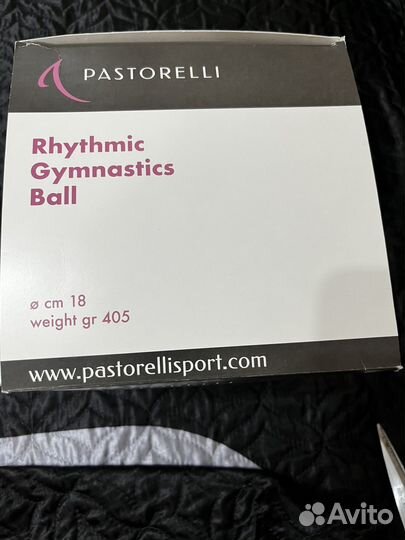 PASTORELLI
Rhythmic
Gymnastics
Ball
ø cm 18
weight gr 405
www.pastorellisport.com
Avito